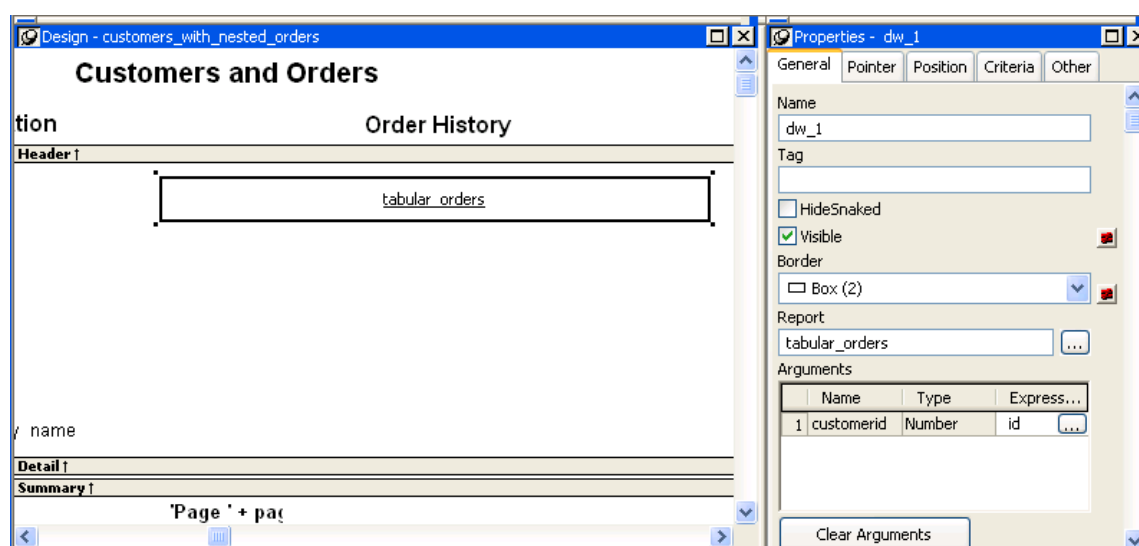 Design - customers_with_nested_orders
Customers and Orders
tion
Order History
Header ↑
tabular_orders
y_name
Detail ↑
Summary ↑
'Page ' + pag
Properties - dw_1
General Pointer Position Criteria Other
Name
dw_1
Tag
HideSnaked
Visible
Border
Box (2)
Report
tabular_orders ...
Arguments
Name Type Express...
1 customerid Number id ...
Clear Arguments